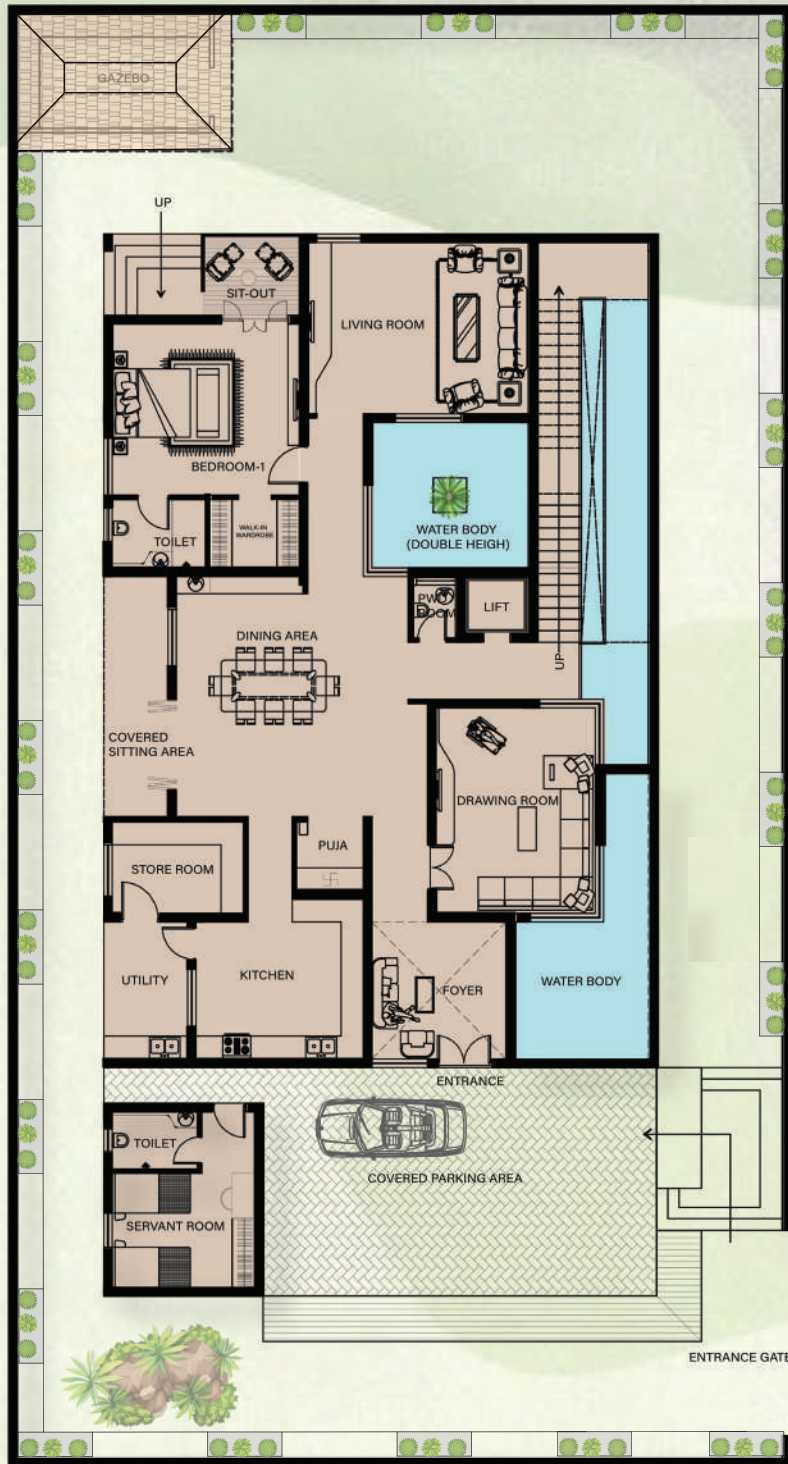 GAZEBO
UP
SIT-OUT
LIVING ROOM
BEDROOM-1
TOILET
WALK-IN
WARDROBE
WATER BODY
(DOUBLE HEIGH)
LIFT
DINING AREA
UP
COVERED
SITTING AREA
DRAWING ROOM
PUJA
STORE ROOM
UTILITY
KITCHEN
FOYER
WATER BODY
ENTRANCE
TOILET
COVERED PARKING AREA
SERVANT ROOM
ENTRANCE GATE